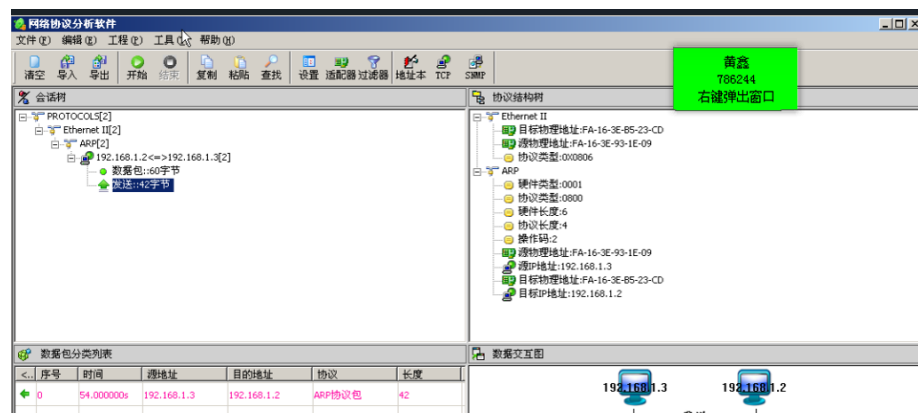 网络协议分析软件
文件(F) 编辑(E) 工程(P) 工具(T) 帮助(H)
清空 导入 导出 开始 结束 复制 粘贴 查找 设置 适配器 过滤器 地址本 TCP SNMP
黄鑫
786244
右键弹出窗口
会话树
PROTOCOLS[2]
Ethernet II[2]
ARP[2]
192.168.1.2<=>192.168.1.3[2]
数据包::60字节
发送::42字节
协议结构树
Ethernet II
目标物理地址:FA-16-3E-B5-23-CD
源物理地址:FA-16-3E-93-1E-09
协议类型:0X0806
ARP
硬件类型:0001
协议类型:0800
硬件长度:6
协议长度:4
操作码:2
源物理地址:FA-16-3E-93-1E-09
源IP地址:192.168.1.3
目标物理地址:FA-16-3E-B5-23-CD
目标IP地址:192.168.1.2
数据包分类列表
<.. 序号 时间 源地址 目的地址 协议 长度
0 54.000000s 192.168.1.3 192.168.1.2 ARP协议包 42
数据交互图
192.168.1.3 192.168.1.2